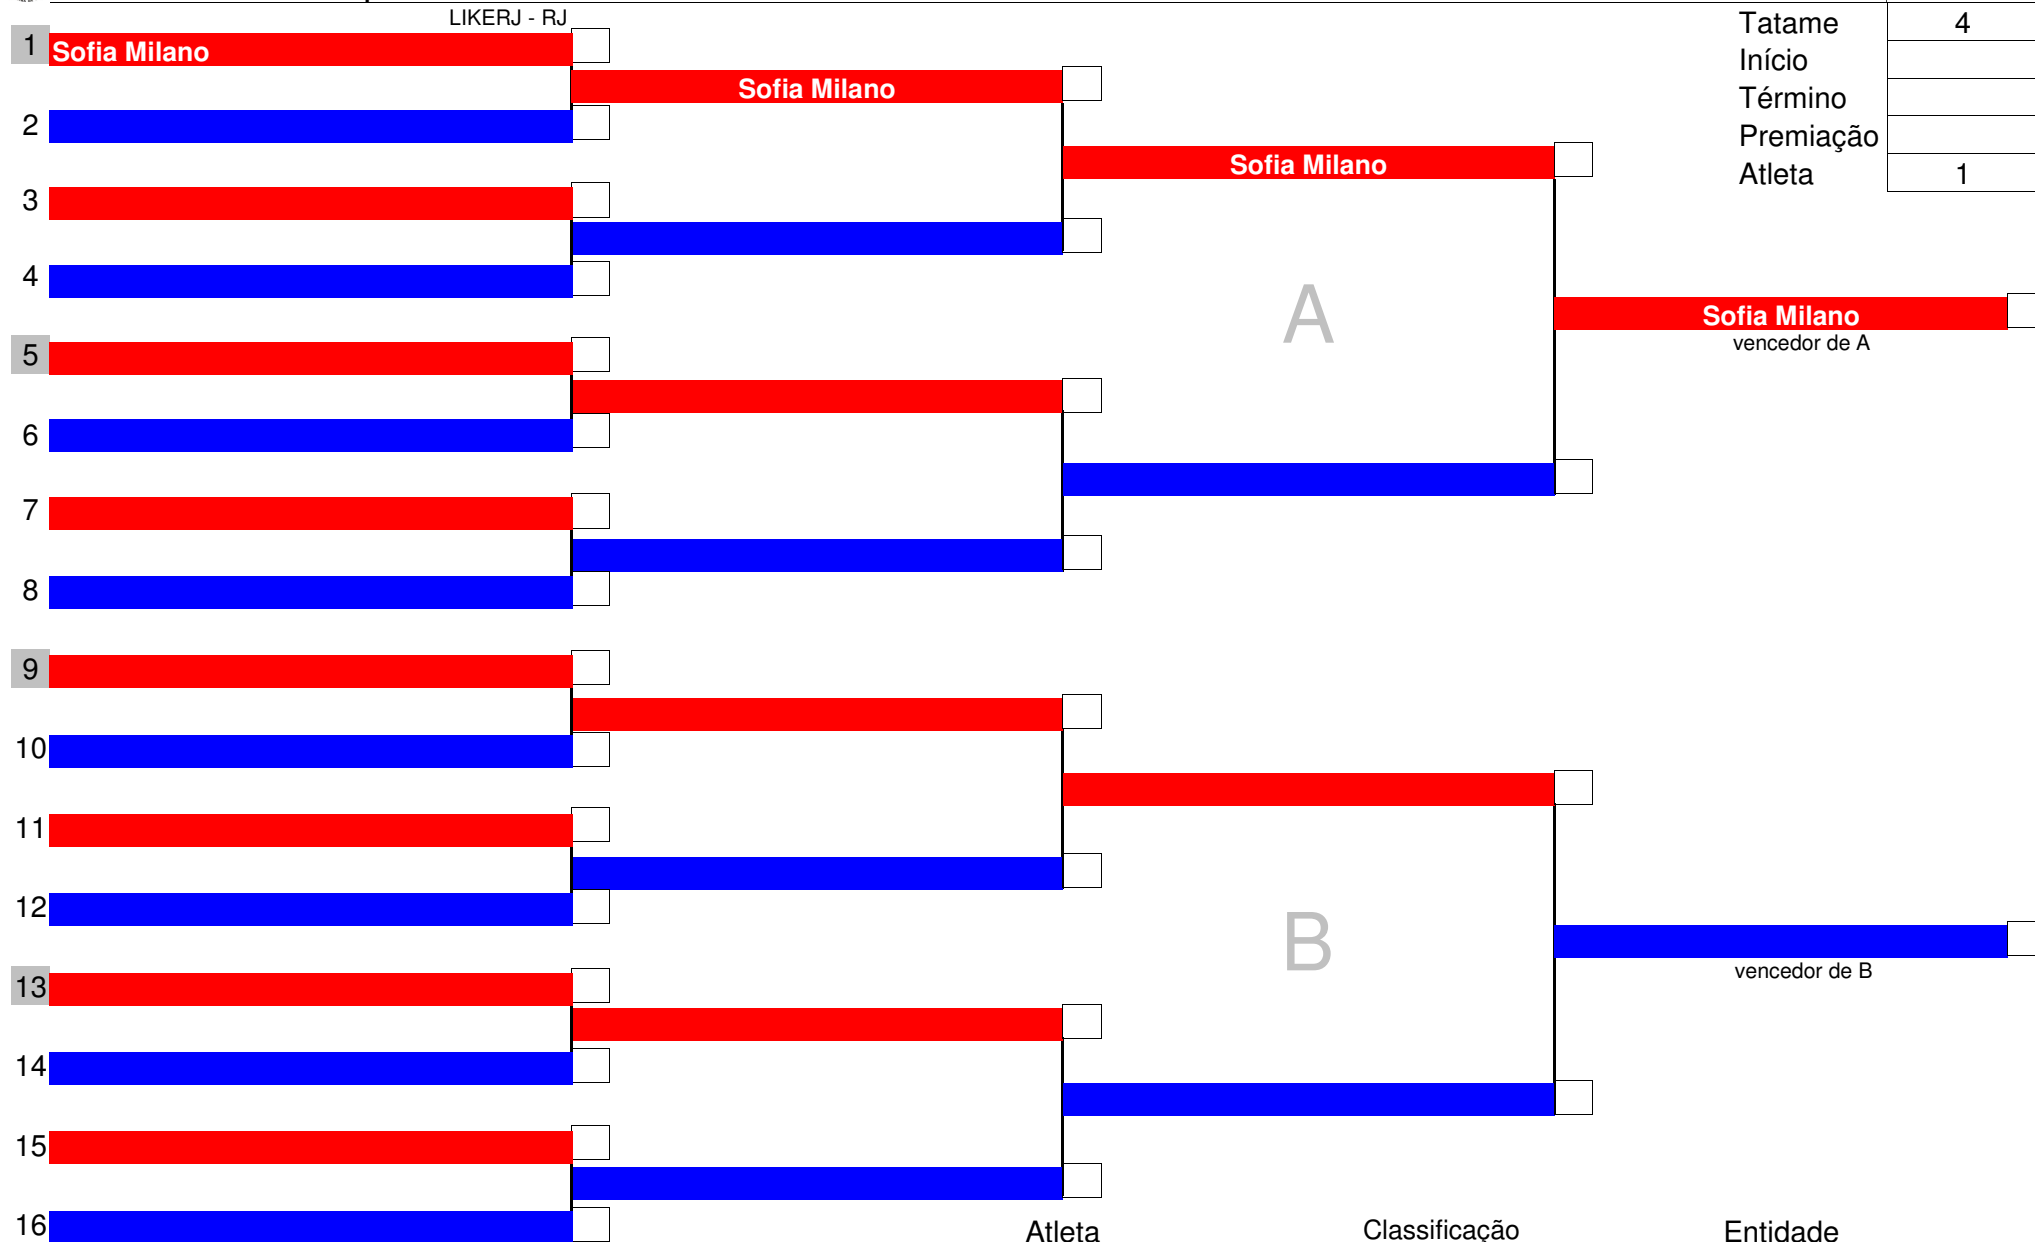 LIKERJ - RJ
Tatame 4
1 Sofia Milano
Início
Sofia Milano
Término
2
Premiação
Sofia Milano
Atleta 1
3
4
A
Sofia Milano
vencedor de A
5
6
7
8
9
10
11
12
B
vencedor de B
13
14
15
16
Atleta Classificação Entidade